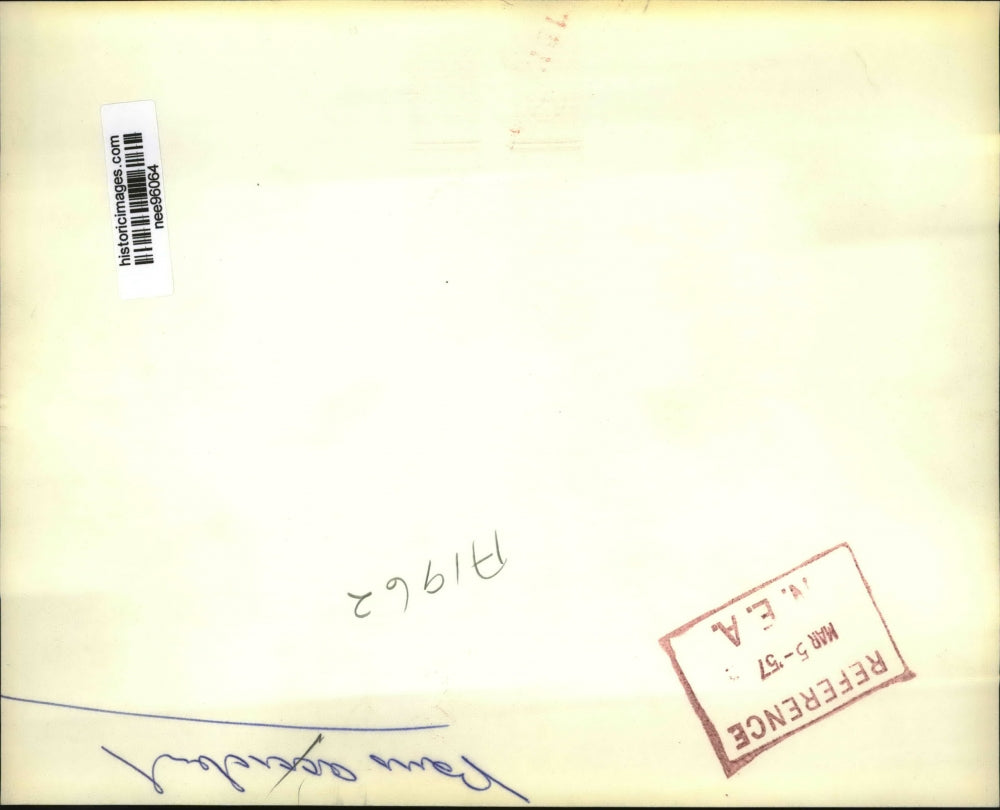 historicimages.com
nee96064
A1962
REFERENCE
MAR 5-'57
N. E. A.